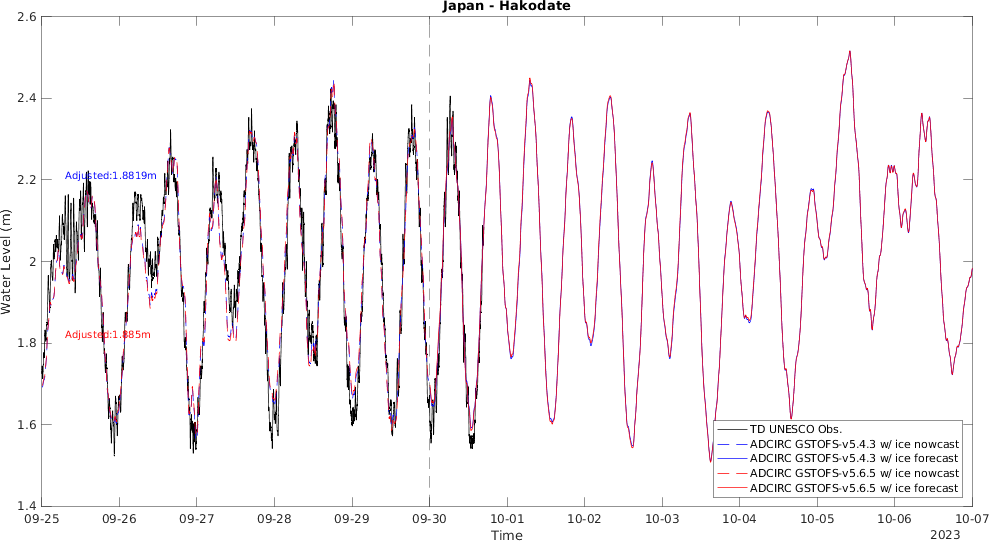 Japan - Hakodate
2.6
2.4
2.2
2
1.8
1.6
1.4
Water Level (m)
Adjusted:1.8819m
Adjusted:1.885m
TD UNESCO Obs.
ADCIRC GSTOFS-v5.4.3 w/ ice nowcast
ADCIRC GSTOFS-v5.4.3 w/ ice forecast
ADCIRC GSTOFS-v5.6.5 w/ ice nowcast
ADCIRC GSTOFS-v5.6.5 w/ ice forecast
09-25 09-26 09-27 09-28 09-29 09-30 10-01 10-02 10-03 10-04 10-05 10-06 10-07
Time
2023